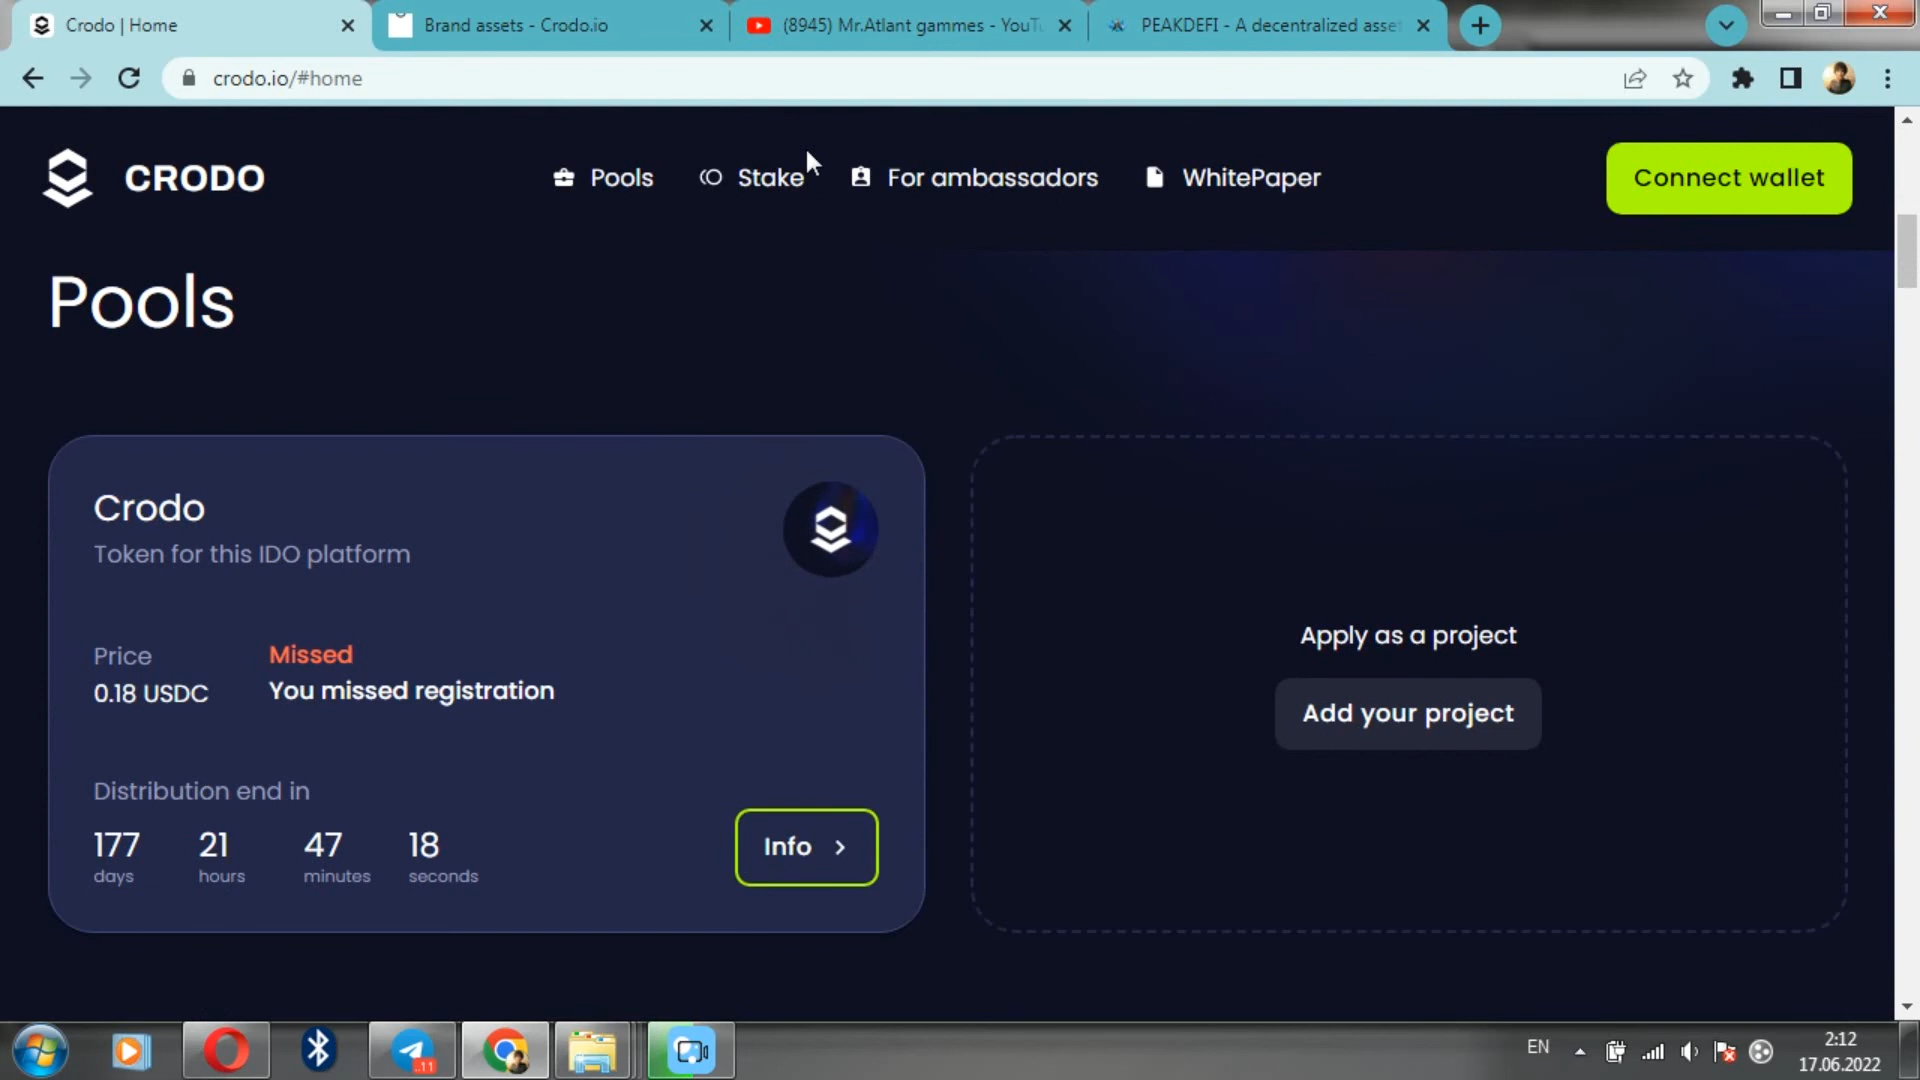 Crodo | Home
Brand assets - Crodo.io
(8945) Mr.Atlant gammes - YouTu
PEAKDEFI - A decentralized asset
crodo.io/#home
CRODO
Pools
Stake
For ambassadors
WhitePaper
Connect wallet
Pools
Crodo
Token for this IDO platform
Price
Missed
0.18 USDC
You missed registration
Distribution end in
177
21
47
18
days
hours
minutes
seconds
Info
Apply as a project
Add your project
..11
EN
2:12
17.06.2022